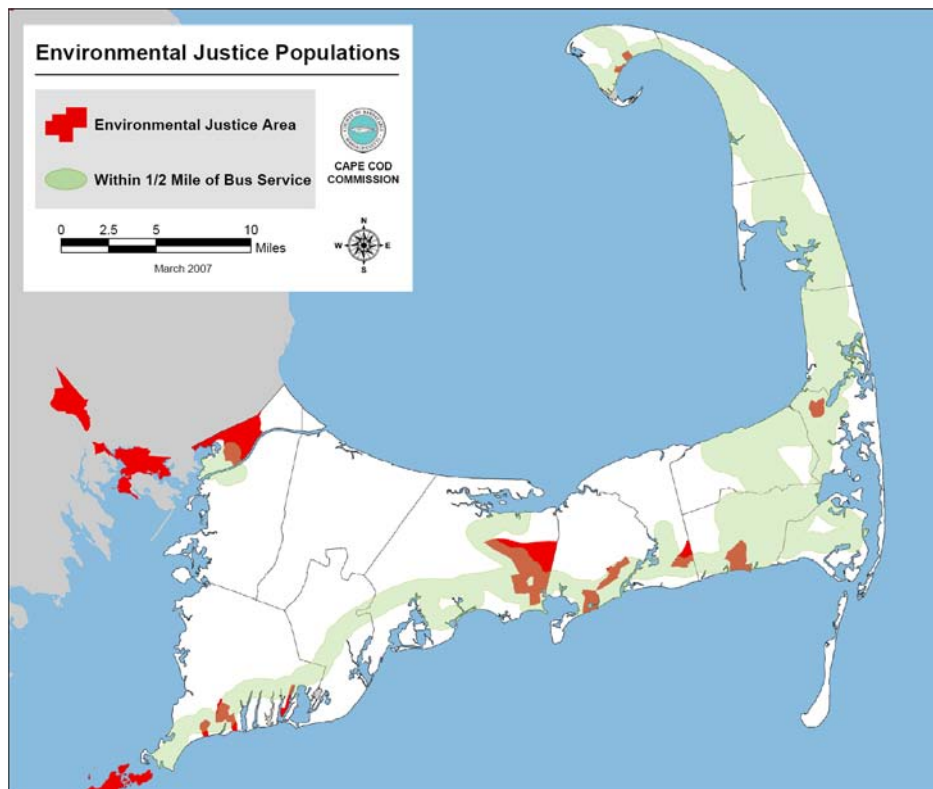 Environmental Justice Populations
Environmental Justice Area
Within 1/2 Mile of Bus Service
CAPE COD
COMMISSION
0 2.5 5 10
Miles
March 2007
N
W E
S